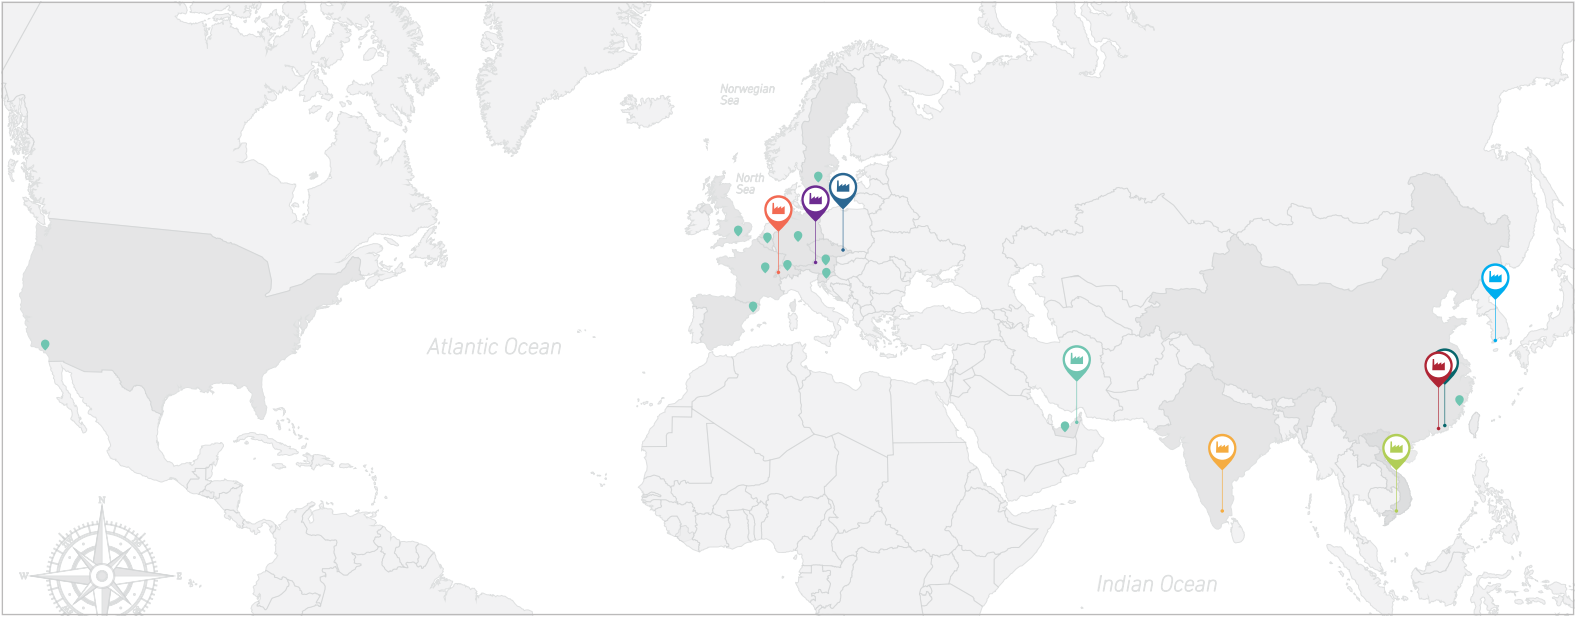 Norwegian
Sea
North
Sea
Atlantic Ocean
N
W
E
Indian Ocean